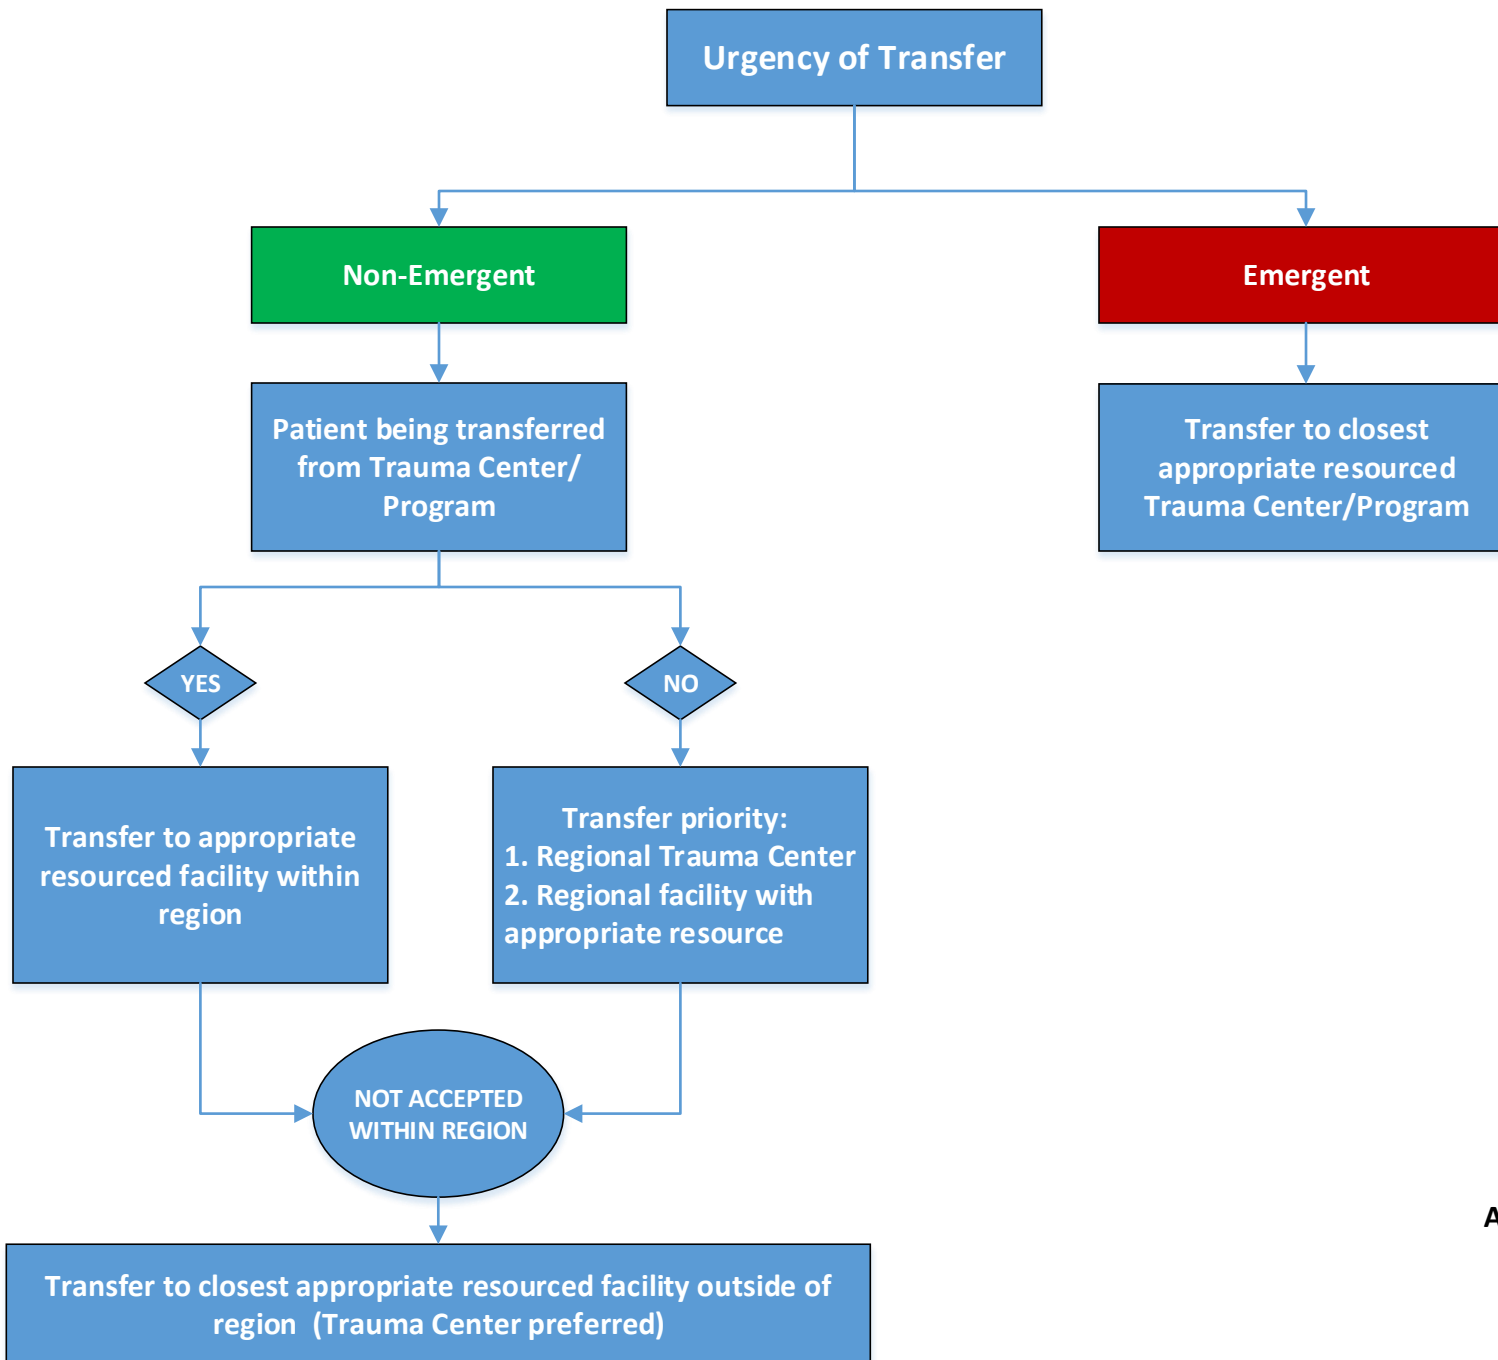 Urgency of Transfer
Non-Emergent
Emergent
Patient being transferred
from Trauma Center/
Program
Transfer to closest
appropriate resourced
Trauma Center/Program
YES
NO
Transfer to appropriate
resourced facility within
region
Transfer priority:
1. Regional Trauma Center
2. Regional facility with
appropriate resource
NOT ACCEPTED
WITHIN REGION
A
Transfer to closest appropriate resourced facility outside of
region (Trauma Center preferred)